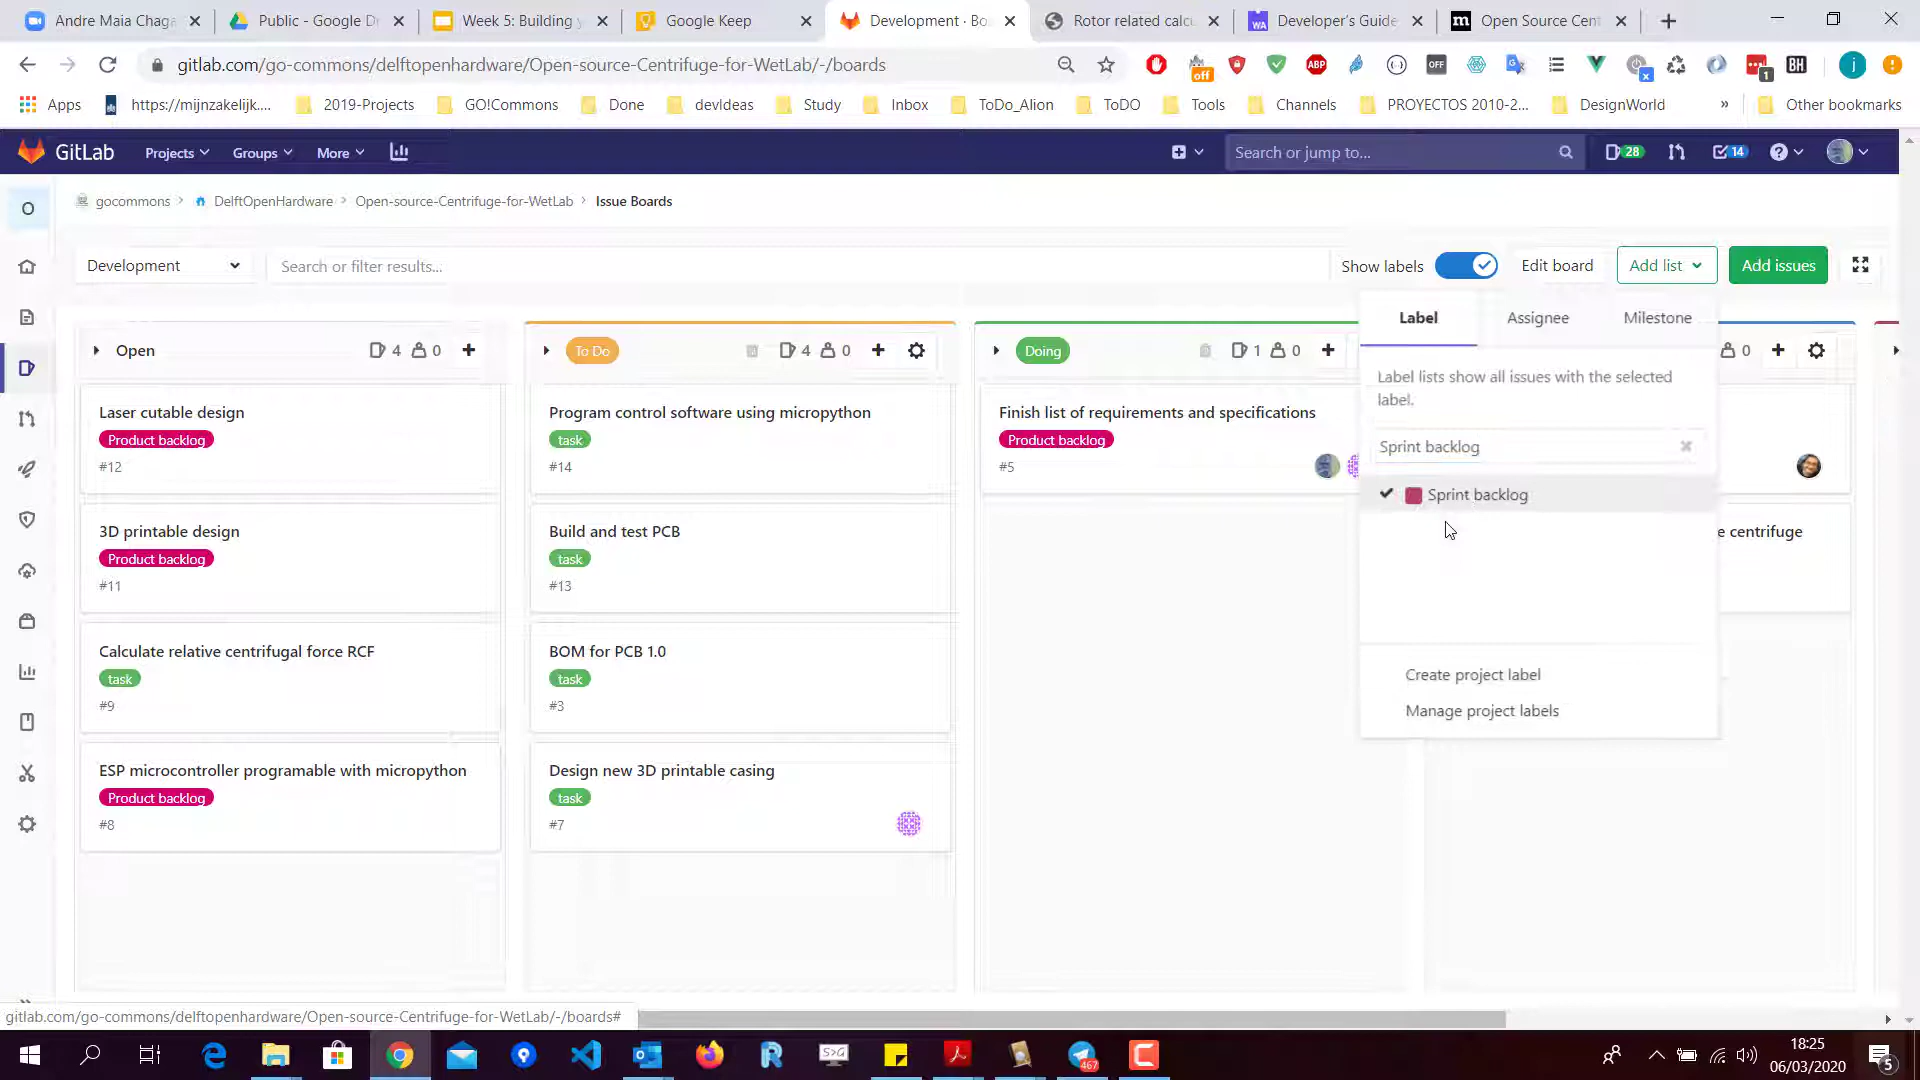 Andre Maia Chaga
Public - Google Dr
Week 5: Building y
Google Keep
Development · Bo
Rotor related calcu
Developer's Guide
Open Source Cent
gitlab.com/go-commons/delftopenhardware/Open-source-Centrifuge-for-WetLab/-/boards
off
ABP
OFF
x
1
BH
j
Apps
https://mijnzakelijk....
2019-Projects
GO!Commons
Done
devIdeas
Study
Inbox
ToDo_Alion
ToDO
Tools
Channels
PROYECTOS 2010-2...
DesignWorld
»
Other bookmarks
GitLab
Projects
Groups
More
Search or jump to...
28
14
O
gocommons > DelftOpenHardware > Open-source-Centrifuge-for-WetLab > Issue Boards
Development
Search or filter results...
Show labels
Edit board
Add list
Add issues
Open
4
0
To Do
4
0
Doing
1
0
0
Label
Assignee
Milestone
Label lists show all issues with the selected
label.
Sprint backlog
Sprint backlog
Create project label
Manage project labels
Laser cutable design
Product backlog
#12
3D printable design
Product backlog
#11
Calculate relative centrifugal force RCF
task
#9
ESP microcontroller programable with micropython
Product backlog
#8
Program control software using micropython
task
#14
Build and test PCB
task
#13
BOM for PCB 1.0
task
#3
Design new 3D printable casing
task
#7
Finish list of requirements and specifications
Product backlog
#5
e centrifuge
gitlab.com/go-commons/delftopenhardware/Open-source-Centrifuge-for-WetLab/-/boards#
467
18:25
06/03/2020
5